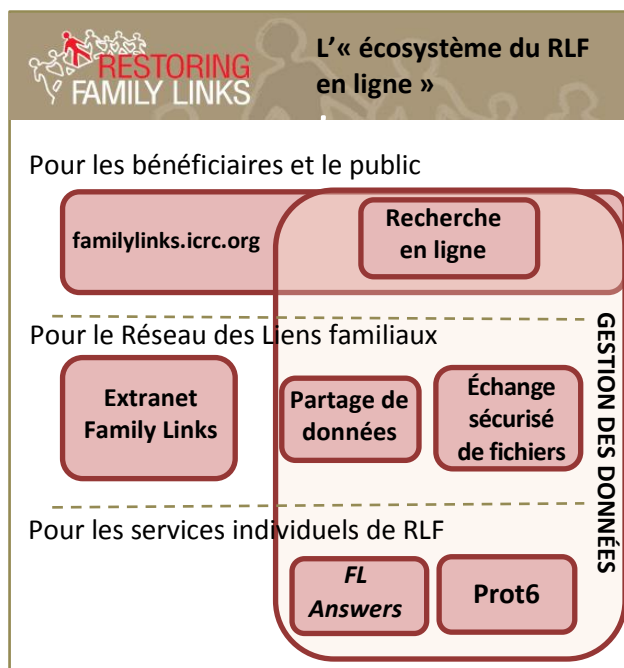 RESTORING
FAMILY LINKS
L'« écosystème du RLF
en ligne »
Pour les bénéficiaires et le public
familylinks.icrc.org
Recherche
en ligne
Pour le Réseau des Liens familiaux
Extranet
Family Links
Partage de
données
Échange
sécurisé
de fichiers
GESTION DES DONNÉES
Pour les services individuels de RLF
FL
Answers
Prot6